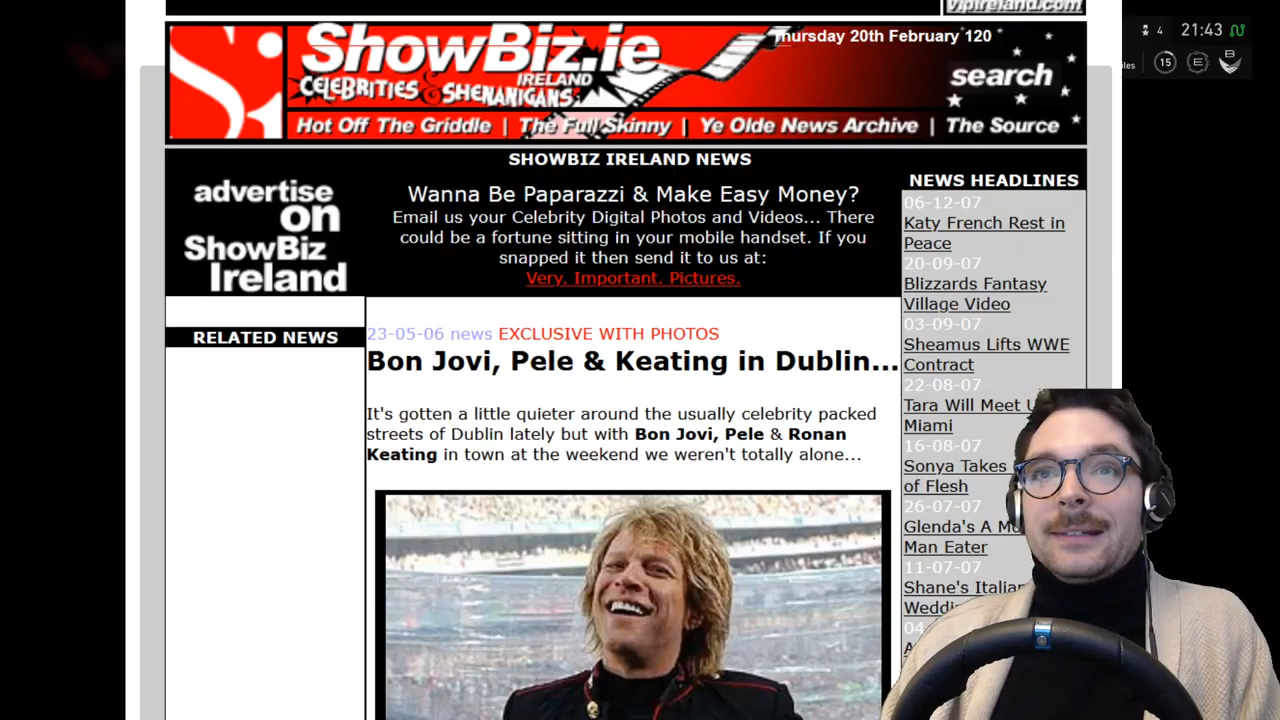 vipireland.com
ShowBiz.ie
IRELAND
CELEBRITIES & SHENANIGANS
hursday 20th February 120
search
Hot Off The Griddle | The Full Skinny | Ye Olde News Archive | The Source
21:43
4
15
E
B
iles
SHOWBIZ IRELAND NEWS
advertise
on
ShowBiz
Ireland
Wanna Be Paparazzi & Make Easy Money?
Email us your Celebrity Digital Photos and Videos... There
could be a fortune sitting in your mobile handset. If you
snapped it then send it to us at:
Very. Important. Pictures.
RELATED NEWS
23-05-06 news EXCLUSIVE WITH PHOTOS
Bon Jovi, Pele & Keating in Dublin...
It's gotten a little quieter around the usually celebrity packed
streets of Dublin lately but with Bon Jovi, Pele & Ronan
Keating in town at the weekend we weren't totally alone...
NEWS HEADLINES
06-12-07
Katy French Rest in
Peace
20-09-07
Blizzards Fantasy
Village Video
03-09-07
Sheamus Lifts WWE
Contract
22-08-07
Tara Will Meet
Miami
16-08-07
Sonya Takes
of Flesh
26-07-07
Glenda's A
Man Eater
11-07-07
Shane's Italian
04